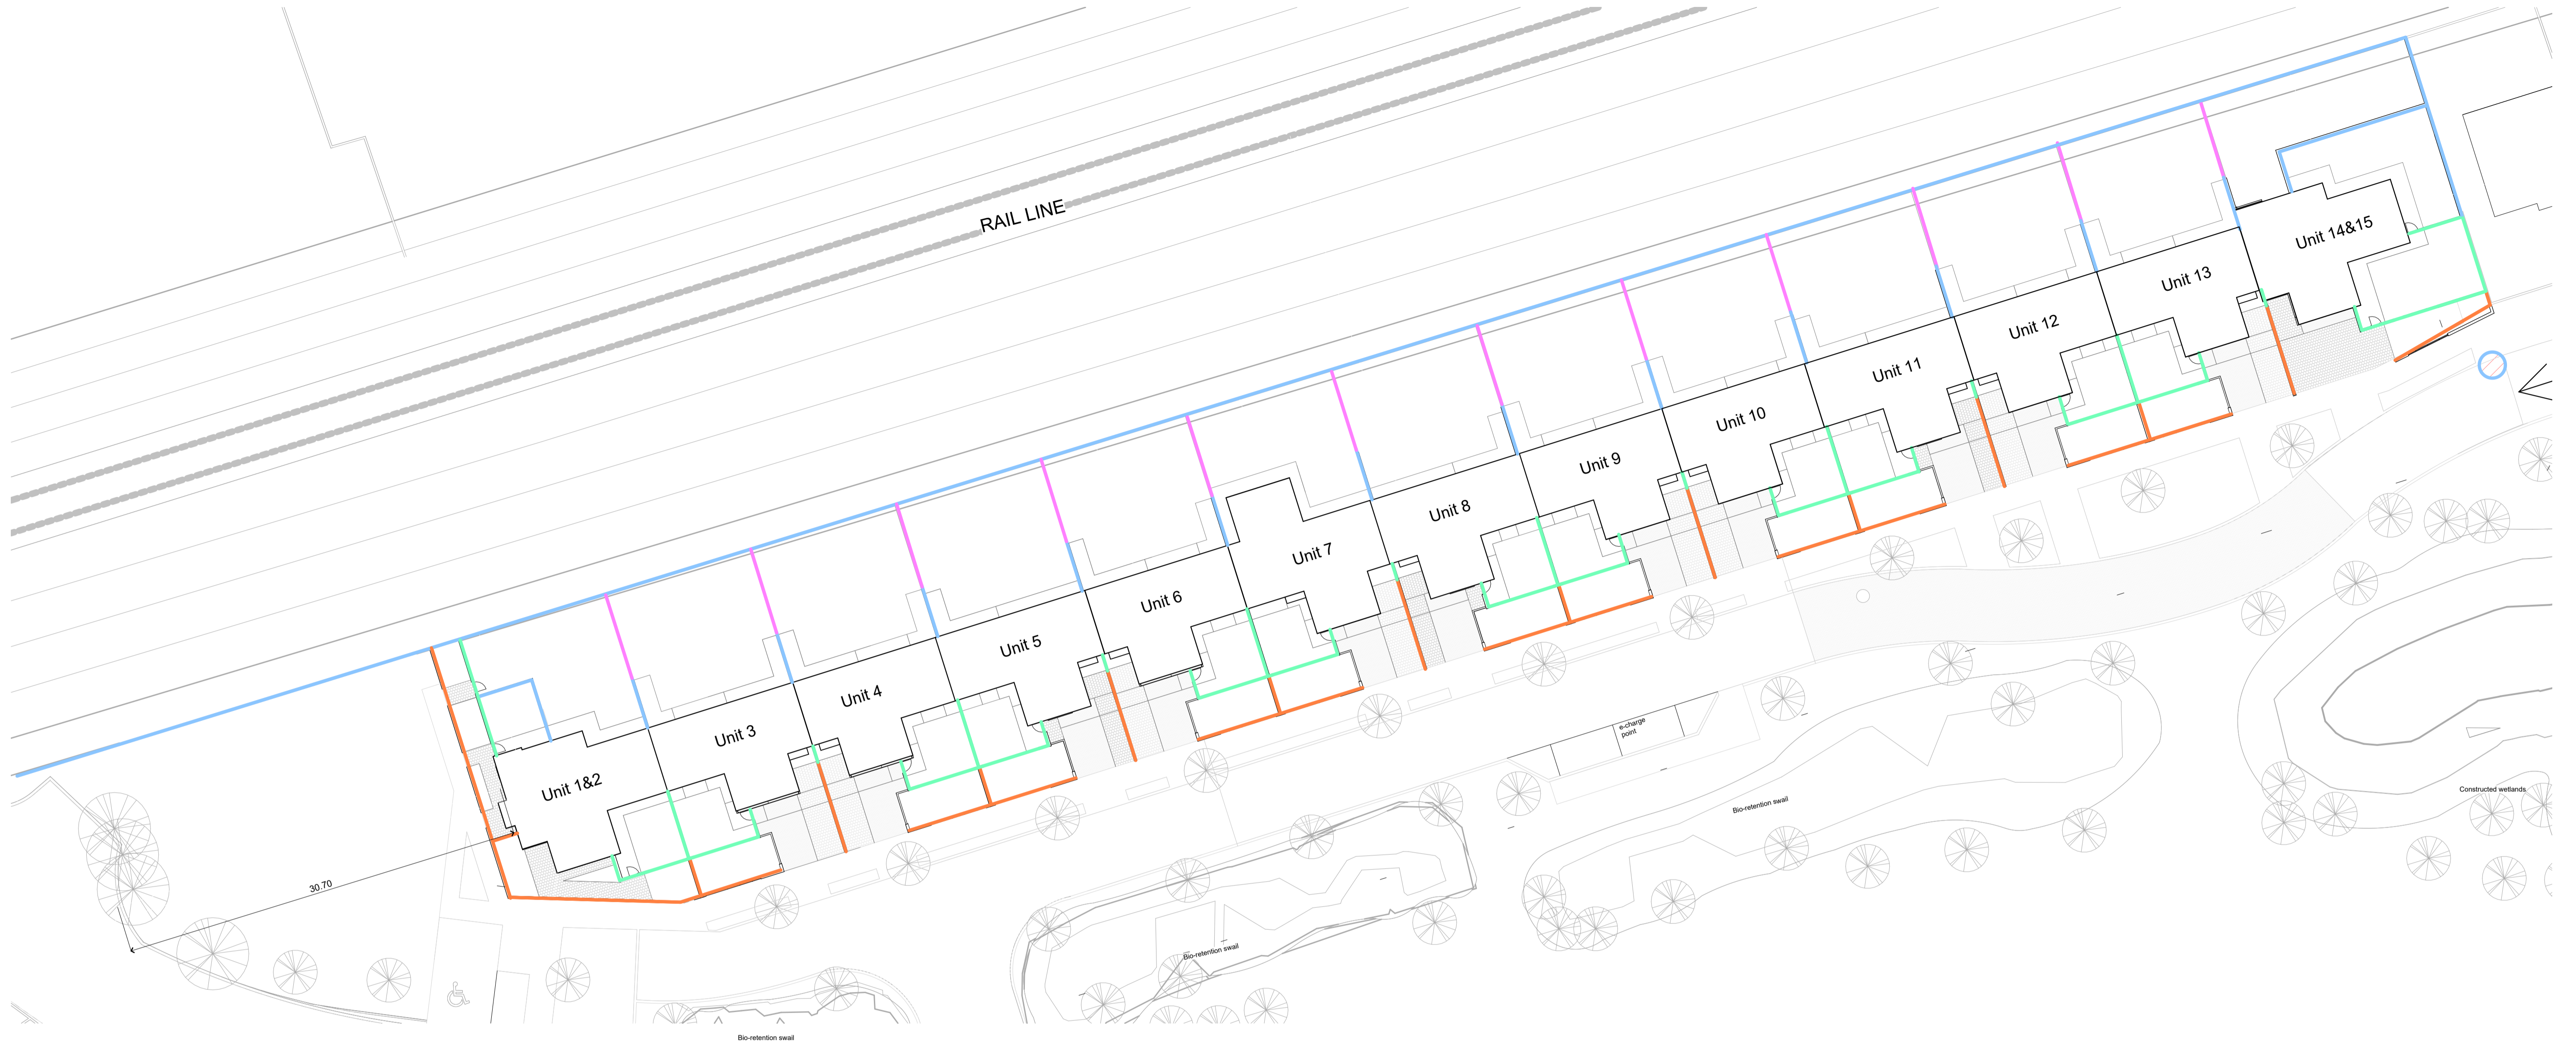 RAIL LINE
Unit 14&15
Unit 13
Unit 12
Unit 11
Unit 10
Unit 9
Unit 8
Unit 7
Unit 6
Unit 5
Unit 4
Unit 3
Unit 1&2
e-charge
point
Bio-retention swail
Constructed wetlands
30.70
Bio-retention swail
Bio-retention swail